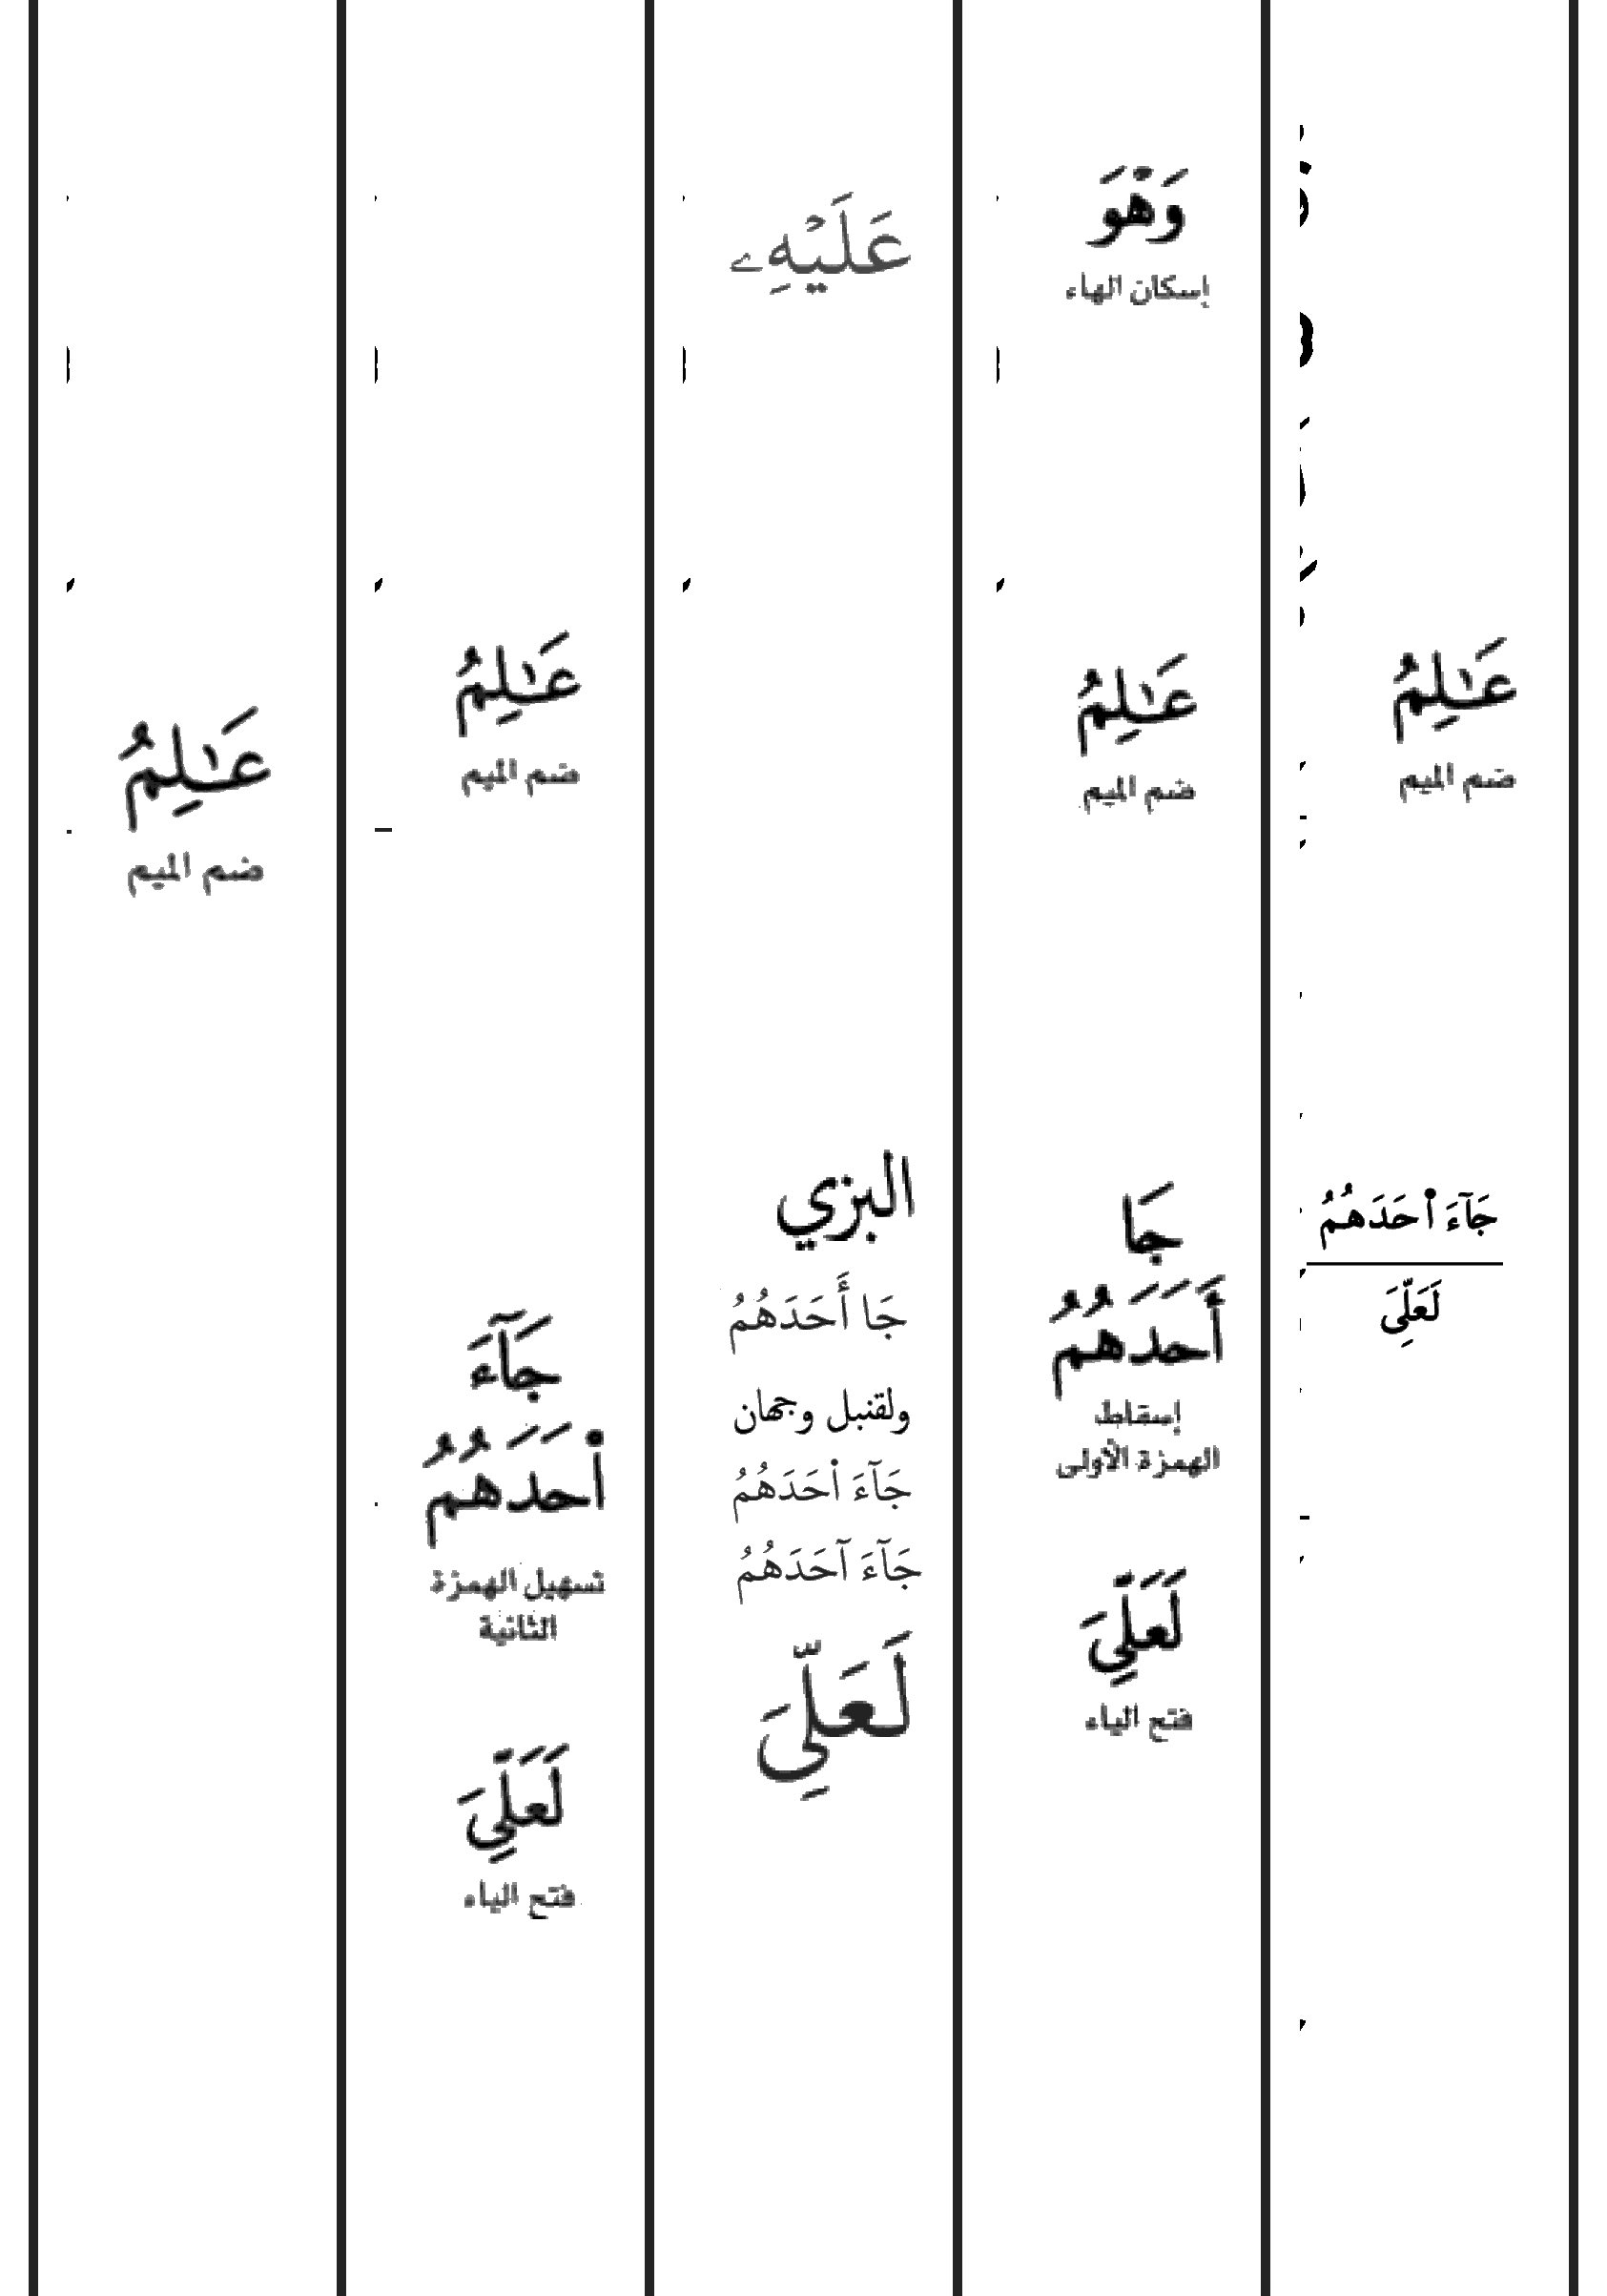 عَـٰلِمُ
ضم الميم
جَآءَ اْحَدَهُمُ
لَعَلِّىَ
وَهْوَ
إسكان الهاء
عَـٰلِمُ
ضم الميم
جَا
أَحَدَهُمُ
إسقاط
الهمزة الأولى
لَعَلِّىَ
فتح الياء
عَلَيْهِۦ
البزي
جَا أَحَدَهُمُ
ولقنبل وجهان
جَآءَ اْحَدَهُمُ
جَآءَ آحَدَهُمُ
لَعَلِّىَ
عَـٰلِمُ
ضم الميم
جَآءَ
اْحَدَهُمُ
تسهيل الهمزة
الثانية
لَعَلِّىَ
فتح الياء
عَـٰلِمُ
ضم الميم